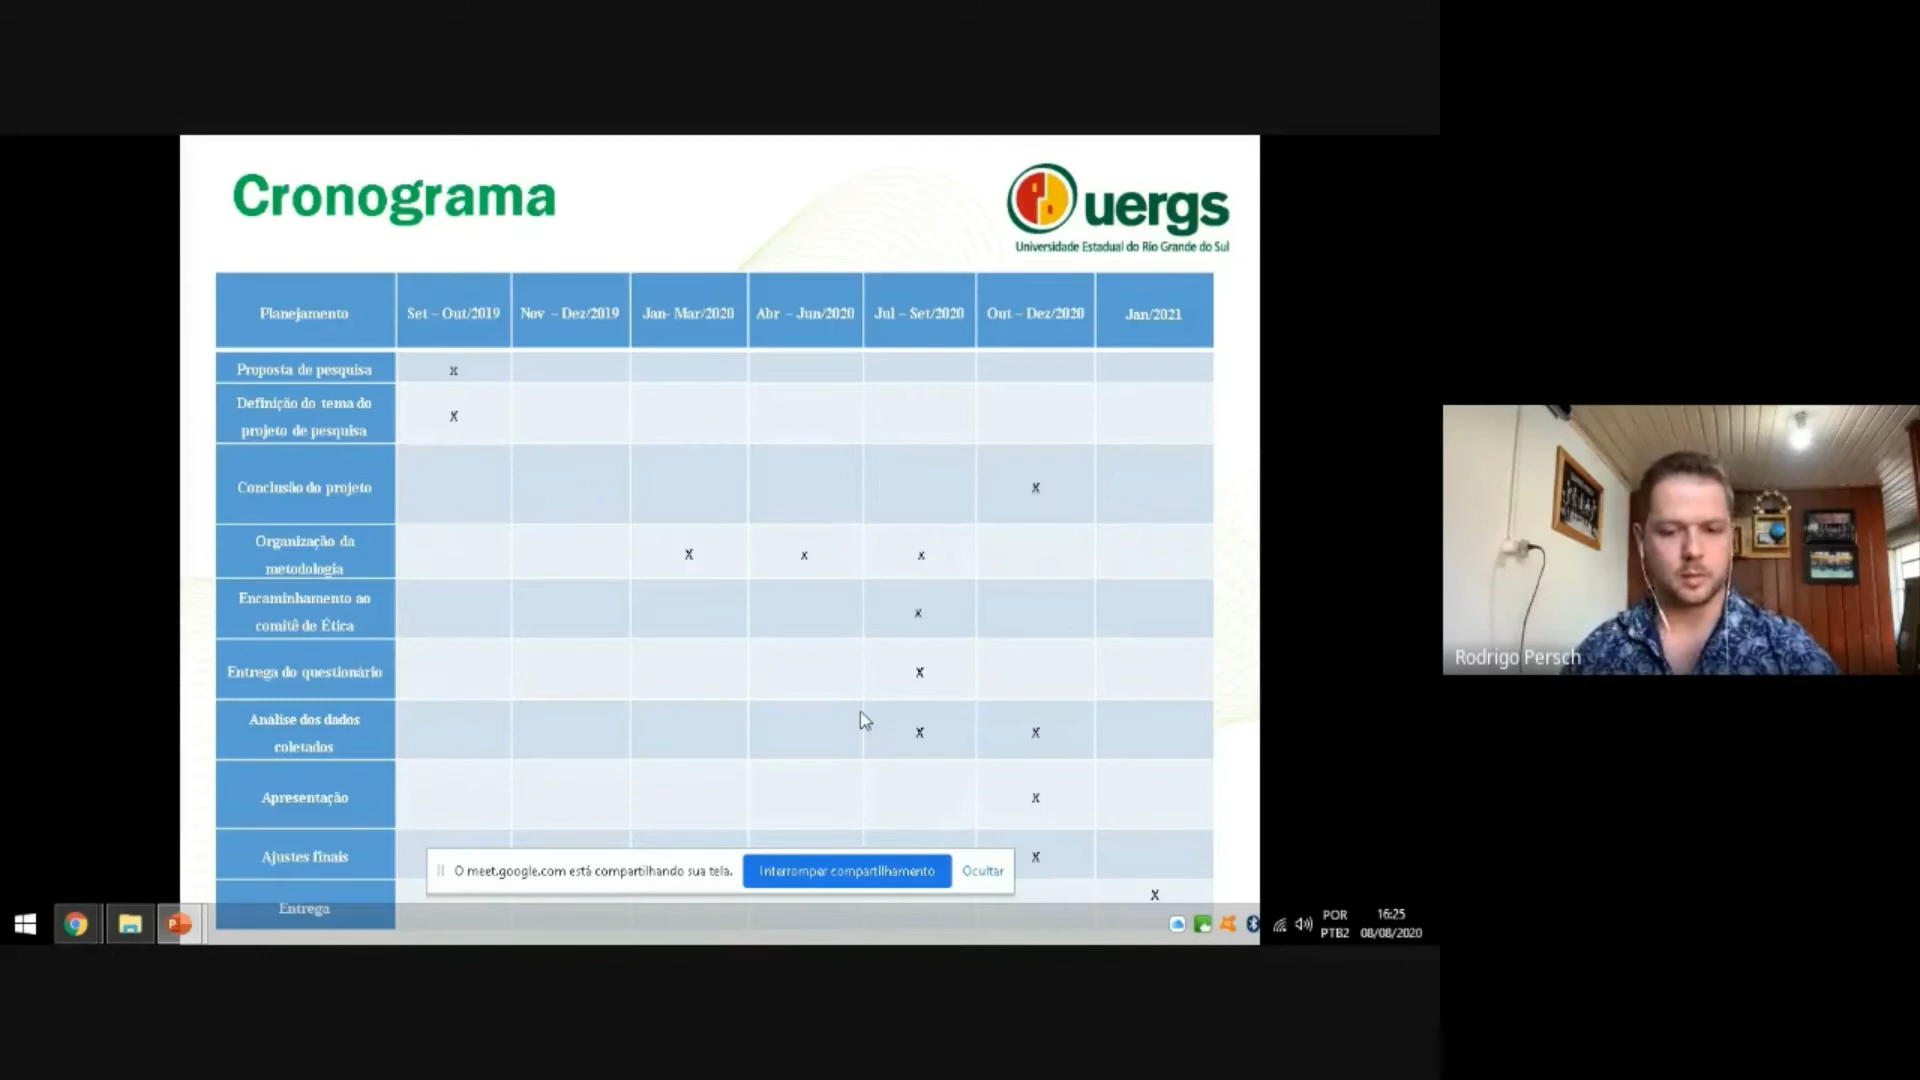 Cronograma
uergs
Universidade Estadual do Rio Grande do Sul
Planejamento Set – Out/2019 Nov – Dez/2019 Jan- Mar/2020 Abr – Jun/2020 Jul – Set/2020 Out – Dez/2020 Jan/2021
Proposta de pesquisa x
Definição do tema do
projeto de pesquisa X
Conclusão do projeto X
Organização da
metodologia X x x
Encaminhamento ao
comitê de Ética x
Entrega do questionário X
Análise dos dados
coletados X X
Apresentação X
Ajustes finais X
O meet.google.com está compartilhando sua tela. Interromper compartilhamento Ocultar
Entrega X
POR 16:25
PTB2 08/08/2020
Rodrigo Persch